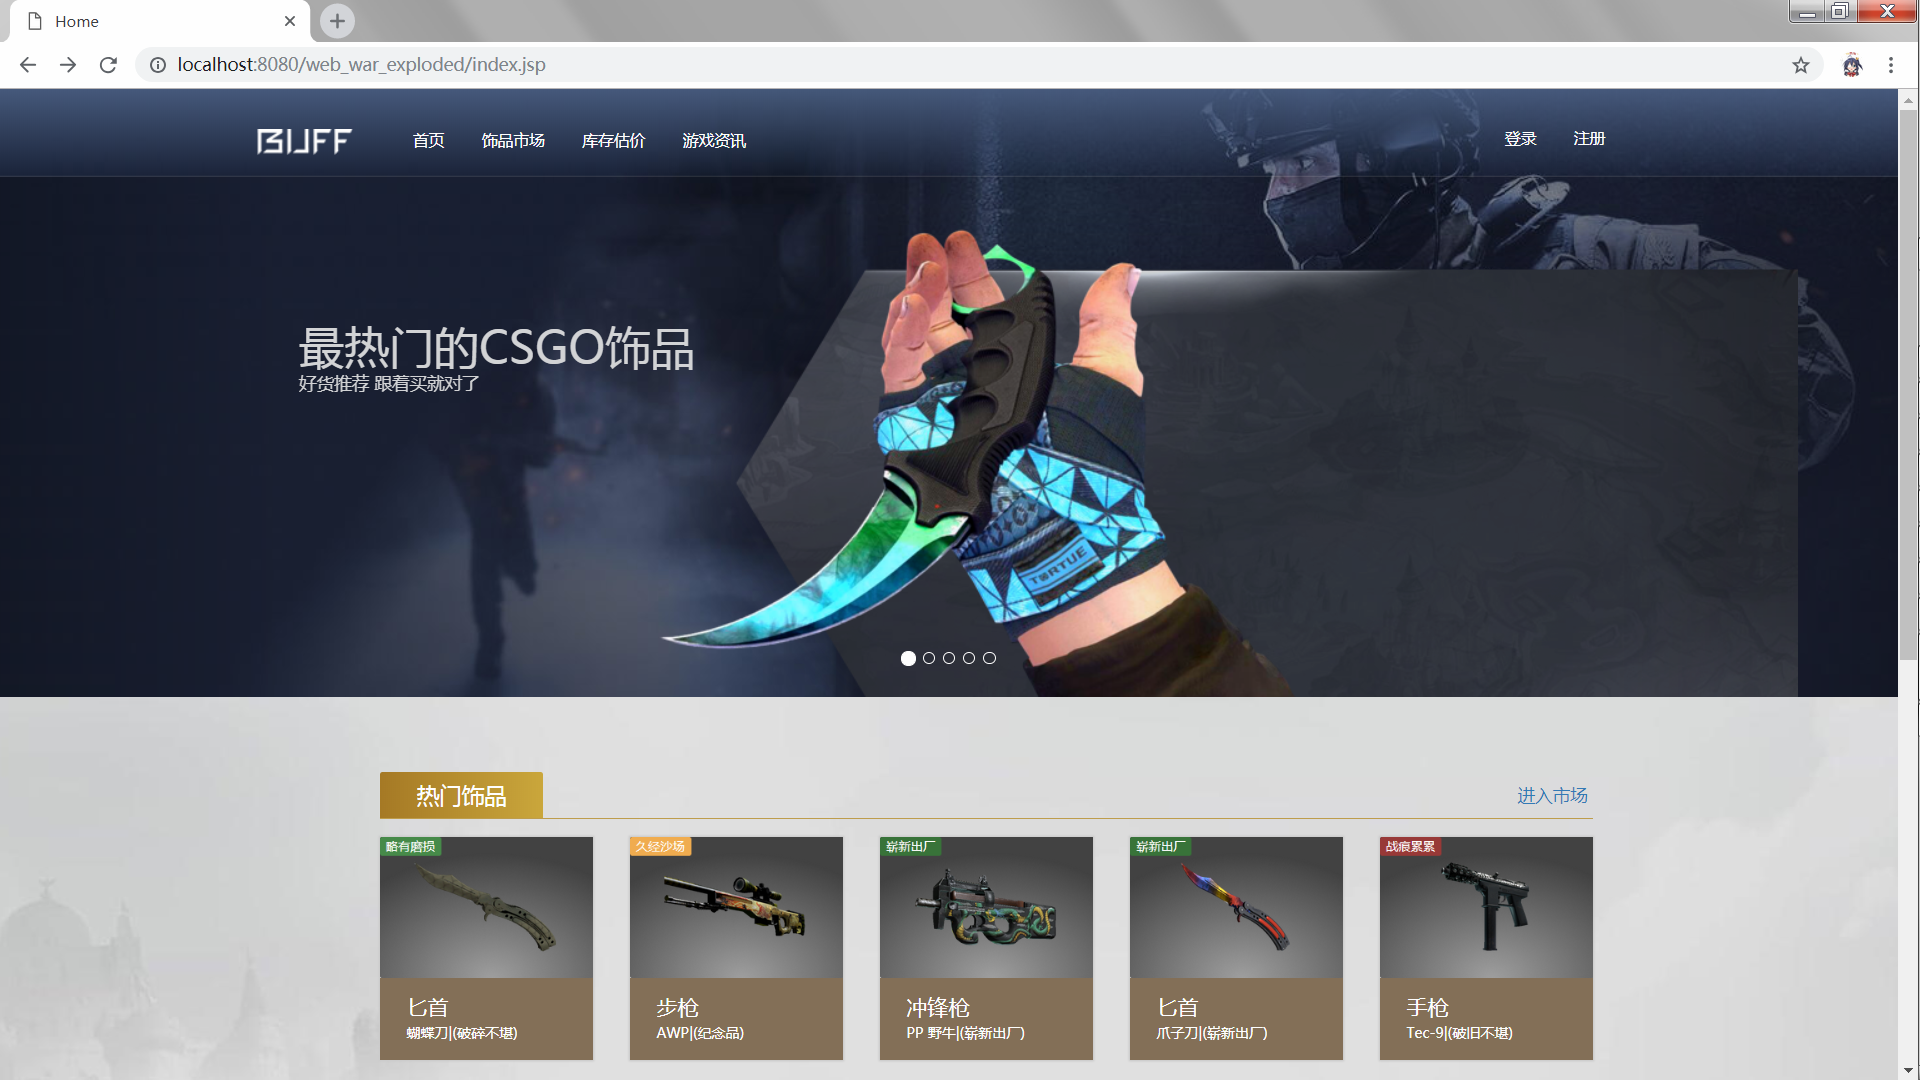 Home
localhost:8080/web_war_exploded/index.jsp
BUFF 首页 饰品市场 库存估价 游戏资讯 登录 注册
最热门的CSGO饰品
好货推荐 跟着买就对了
TORTUE
热门饰品 进入市场
略有磨损 久经沙场 崭新出厂 崭新出厂 战痕累累
匕首 步枪 冲锋枪 匕首 手枪
蝴蝶刀|(破碎不堪) AWP|(纪念品) PP 野牛|(崭新出厂) 爪子刀|(崭新出厂) Tec-9|(破旧不堪)